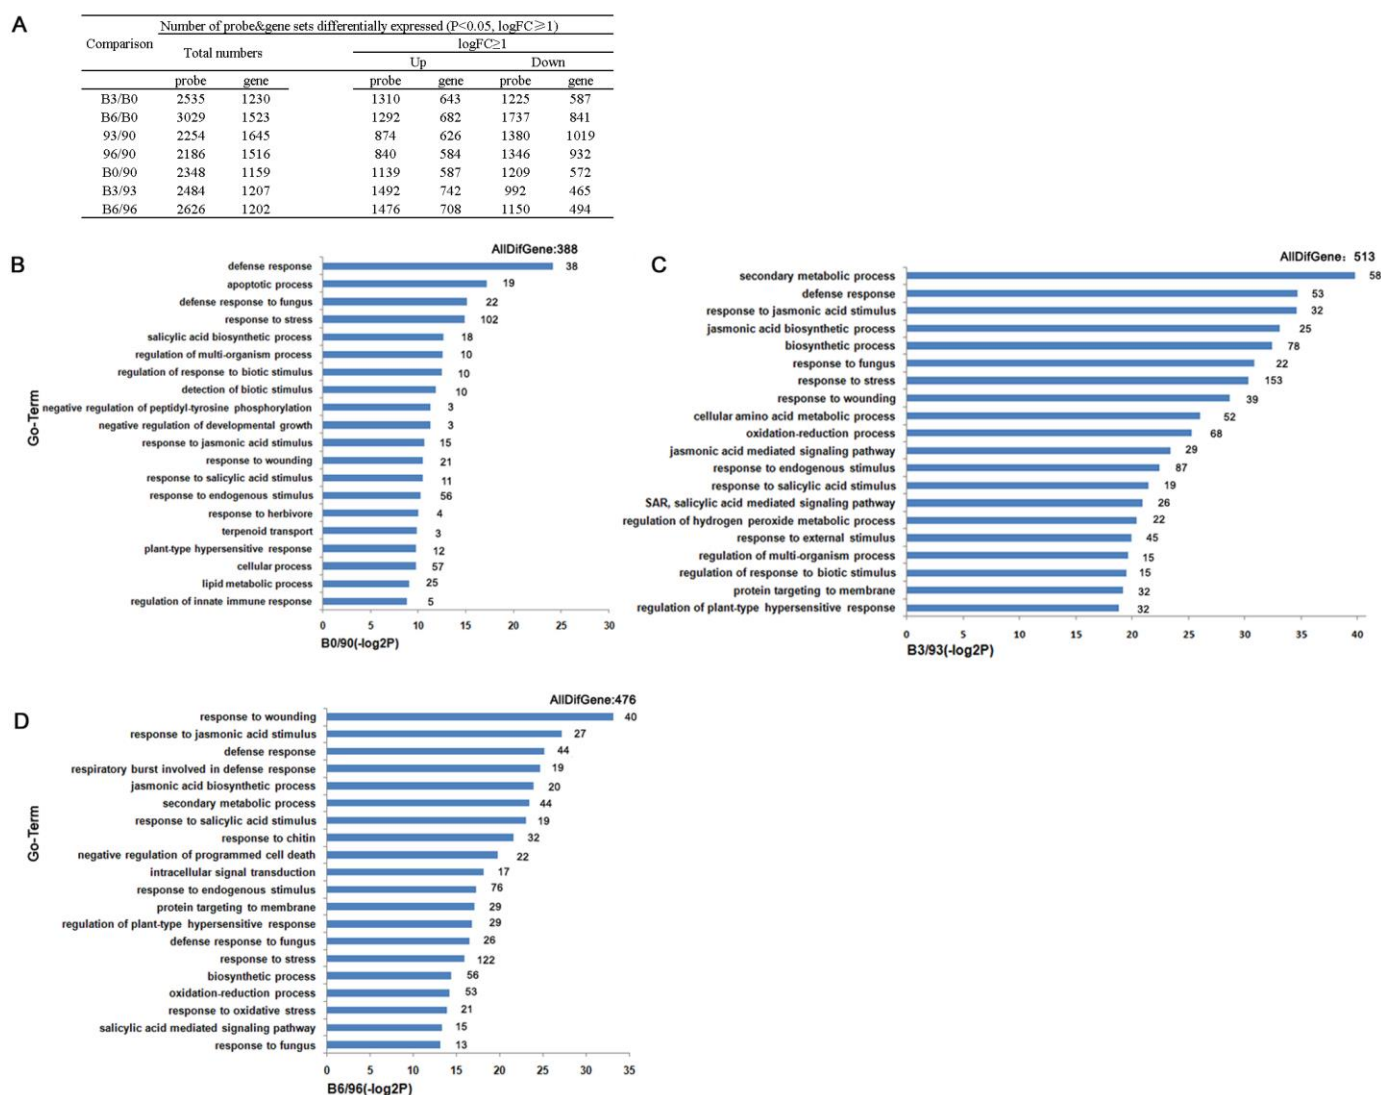 A
Number of probe&gene sets differentially expressed (P<0.05, logFC≥1)
Comparison
Total numbers
logFC≥1
Up Down
probe gene probe gene probe gene
B3/B0 2535 1230 1310 643 1225 587
B6/B0 3029 1523 1292 682 1737 841
93/90 2254 1645 874 626 1380 1019
96/90 2186 1516 840 584 1346 932
B0/90 2348 1159 1139 587 1209 572
B3/93 2484 1207 1492 742 992 465
B6/96 2626 1202 1476 708 1150 494
B
AllDifGene:388
Go-Term
defense response 38
apoptotic process 19
defense response to fungus 22
response to stress 102
salicylic acid biosynthetic process 18
regulation of multi-organism process 10
regulation of response to biotic stimulus 10
detection of biotic stimulus 10
negative regulation of peptidyl-tyrosine phosphorylation 3
negative regulation of developmental growth 3
response to jasmonic acid stimulus 15
response to wounding 21
response to salicylic acid stimulus 11
response to endogenous stimulus 56
response to herbivore 4
terpenoid transport 3
plant-type hypersensitive response 12
cellular process 57
lipid metabolic process 25
regulation of innate immune response 5
0 5 10 15 20 25 30
B0/90(-log2P)
C
AllDifGene: 513
secondary metabolic process 58
defense response 53
response to jasmonic acid stimulus 32
jasmonic acid biosynthetic process 25
biosynthetic process 78
response to fungus 22
response to stress 153
response to wounding 39
cellular amino acid metabolic process 52
oxidation-reduction process 68
jasmonic acid mediated signaling pathway 29
response to endogenous stimulus 87
response to salicylic acid stimulus 19
SAR, salicylic acid mediated signaling pathway 26
regulation of hydrogen peroxide metabolic process 22
response to external stimulus 45
regulation of multi-organism process 15
regulation of response to biotic stimulus 15
protein targeting to membrane 32
regulation of plant-type hypersensitive response 32
0 5 10 15 20 25 30 35 40
B3/93(-log2P)
D
AllDifGene:476
Go-Term
response to wounding 40
response to jasmonic acid stimulus 27
defense response 44
respiratory burst involved in defense response 19
jasmonic acid biosynthetic process 20
secondary metabolic process 44
response to salicylic acid stimulus 19
response to chitin 32
negative regulation of programmed cell death 22
intracellular signal transduction 17
response to endogenous stimulus 76
protein targeting to membrane 29
regulation of plant-type hypersensitive response 29
defense response to fungus 26
response to stress 122
biosynthetic process 56
oxidation-reduction process 53
response to oxidative stress 21
salicylic acid mediated signaling pathway 15
response to fungus 13
0 5 10 15 20 25 30 35
B6/96(-log2P)